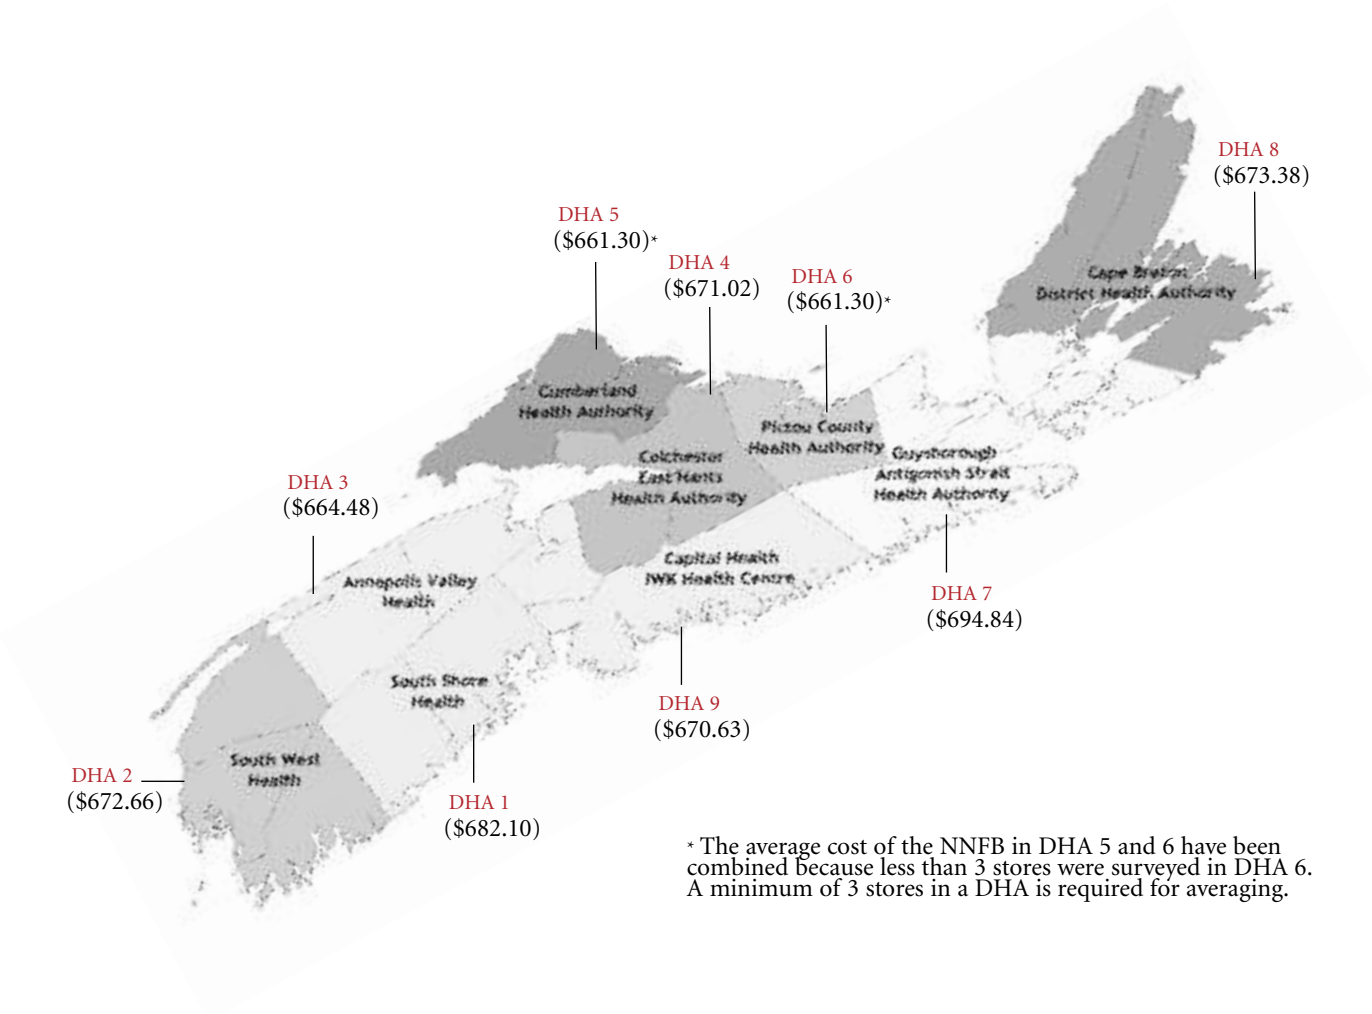 DHA 8
($673.38)
DHA 5
($661.30)*
DHA 4
($671.02)
DHA 6
($661.30)*
Cape Breton
District Health Authority
Cumberland
Health Authority
Pictou County
Health Authority
Colchester
East Hants
Health Authority
Guysborough
Antigonish Strait
Health Authority
DHA 3
($664.48)
Capital Health
IWK Health Centre
Annapolis Valley
Health
DHA 7
($694.84)
South Shore
Health
DHA 9
($670.63)
South West
Health
DHA 2
($672.66)
DHA 1
($682.10)
* The average cost of the NNFB in DHA 5 and 6 have been
combined because less than 3 stores were surveyed in DHA 6.
A minimum of 3 stores in a DHA is required for averaging.